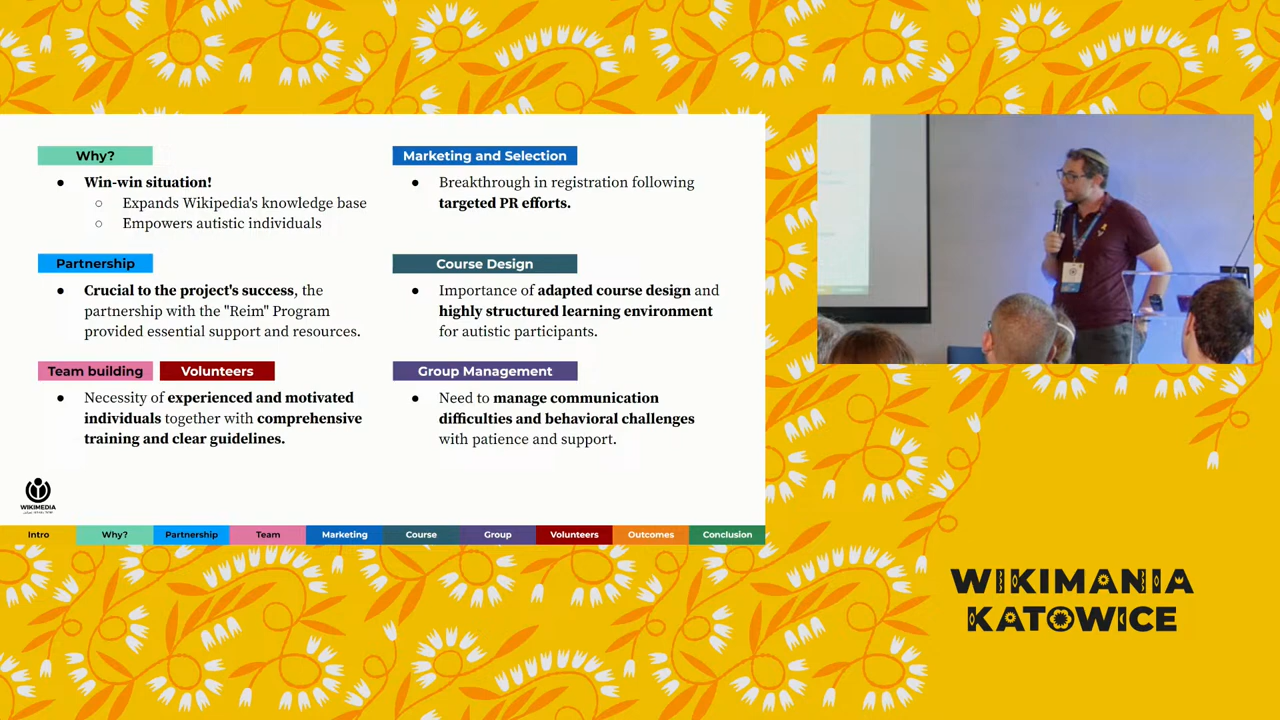 Why?
● Win-win situation!
○ Expands Wikipedia's knowledge base
○ Empowers autistic individuals
Partnership
● Crucial to the project's success, the
partnership with the "Reim" Program
provided essential support and resources.
Team building
Volunteers
● Necessity of experienced and motivated
individuals together with comprehensive
training and clear guidelines.
Marketing and Selection
● Breakthrough in registration following
targeted PR efforts.
Course Design
● Importance of adapted course design and
highly structured learning environment
for autistic participants.
Group Management
● Need to manage communication
difficulties and behavioral challenges
with patience and support.
WIKIMEDIA
Intro
Why?
Partnership
Team
Marketing
Course
Group
Volunteers
Outcomes
Conclusion
WIKIMANIA
KATOWICE